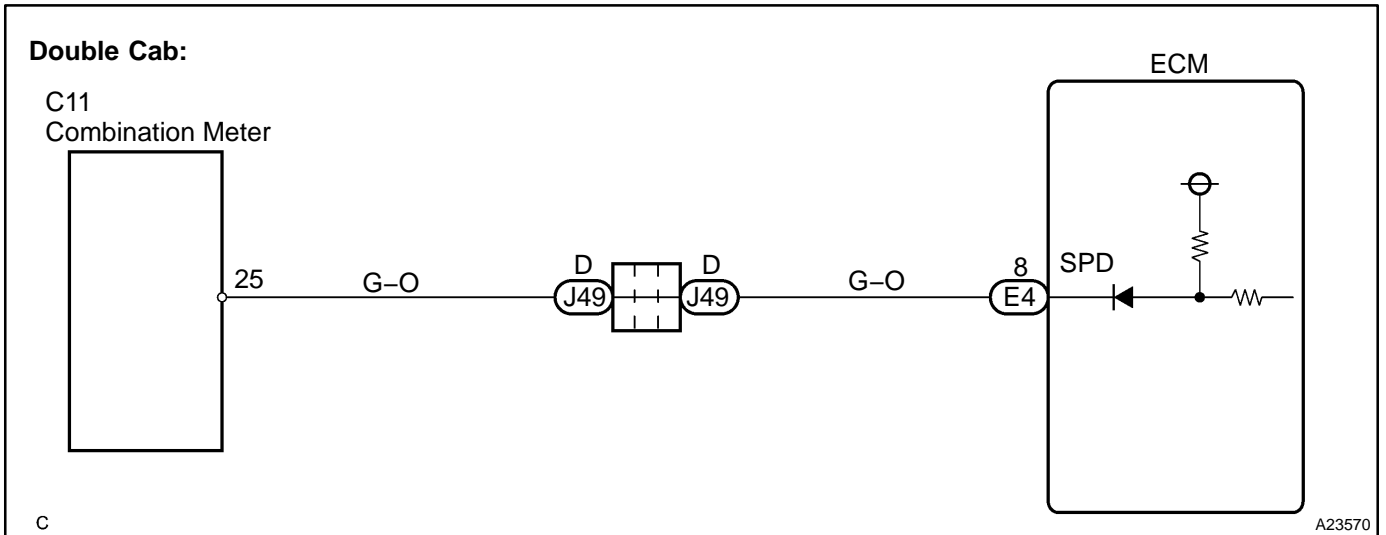 Double Cab:
ECM
C11
Combination Meter
25
G–O
D
D
J49
J49
G–O
8
E4
SPD
C
A23570